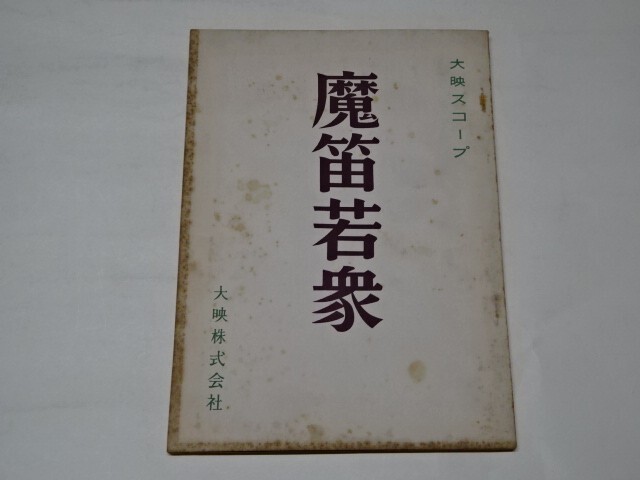 大映スコープ
魔笛若衆
大映株式会社